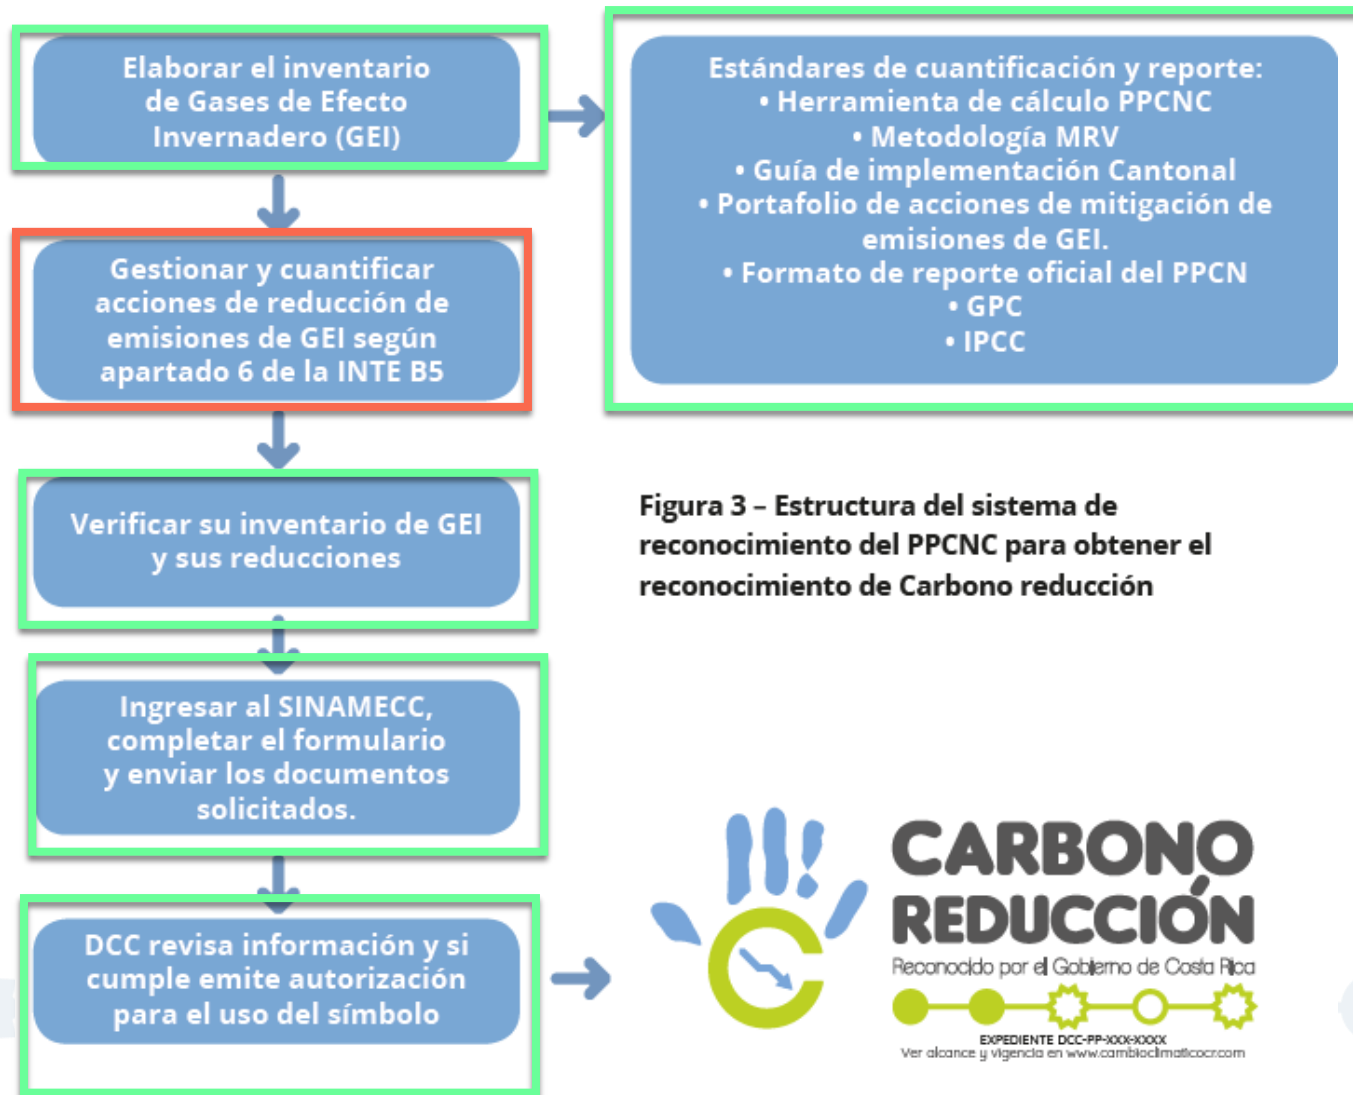 Elaborar el inventario
de Gases de Efecto
Invernadero (GEI)
Estándares de cuantificación y reporte:
• Herramienta de cálculo PPCNC
• Metodología MRV
• Guía de implementación Cantonal
• Portafolio de acciones de mitigación de
emisiones de GEI.
• Formato de reporte oficial del PPCN
• GPC
• IPCC
Gestionar y cuantificar
acciones de reducción de
emisiones de GEI según
apartado 6 de la INTE B5
Verificar su inventario de GEI
y sus reducciones
Figura 3 – Estructura del sistema de
reconocimiento del PPCNC para obtener el
reconocimiento de Carbono reducción
Ingresar al SINAMECC,
completar el formulario
y enviar los documentos
solicitados.
DCC revisa información y si
cumple emite autorización
para el uso del símbolo
CARBONO
REDUCCIÓN
Reconocido por el Gobierno de Costa Rica
EXPEDIENTE DCC-PP-XXX-XXXX
Ver alcance y vigencia en www.cambioclimaticocr.com